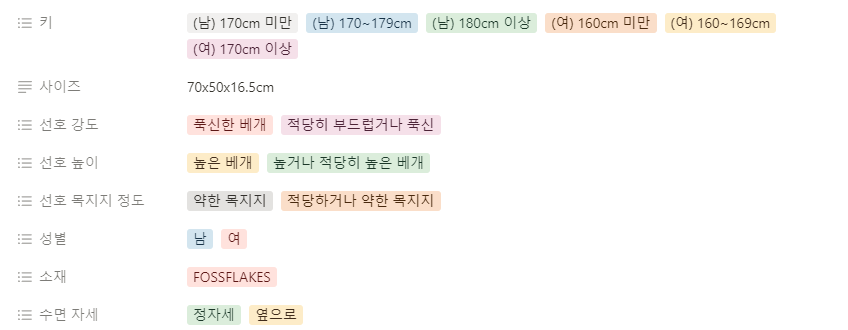 키 (남) 170cm 미만 (남) 170~179cm (남) 180cm 이상 (여) 160cm 미만 (여) 160~169cm
(여) 170cm 이상
사이즈 70x50x16.5cm
선호 강도 푹신한 베개 적당히 부드럽거나 푹신
선호 높이 높은 베개 높거나 적당히 높은 베개
선호 목지지 정도 약한 목지지 적당하거나 약한 목지지
성별 남 여
소재 FOSSFLAKES
수면 자세 정자세 옆으로